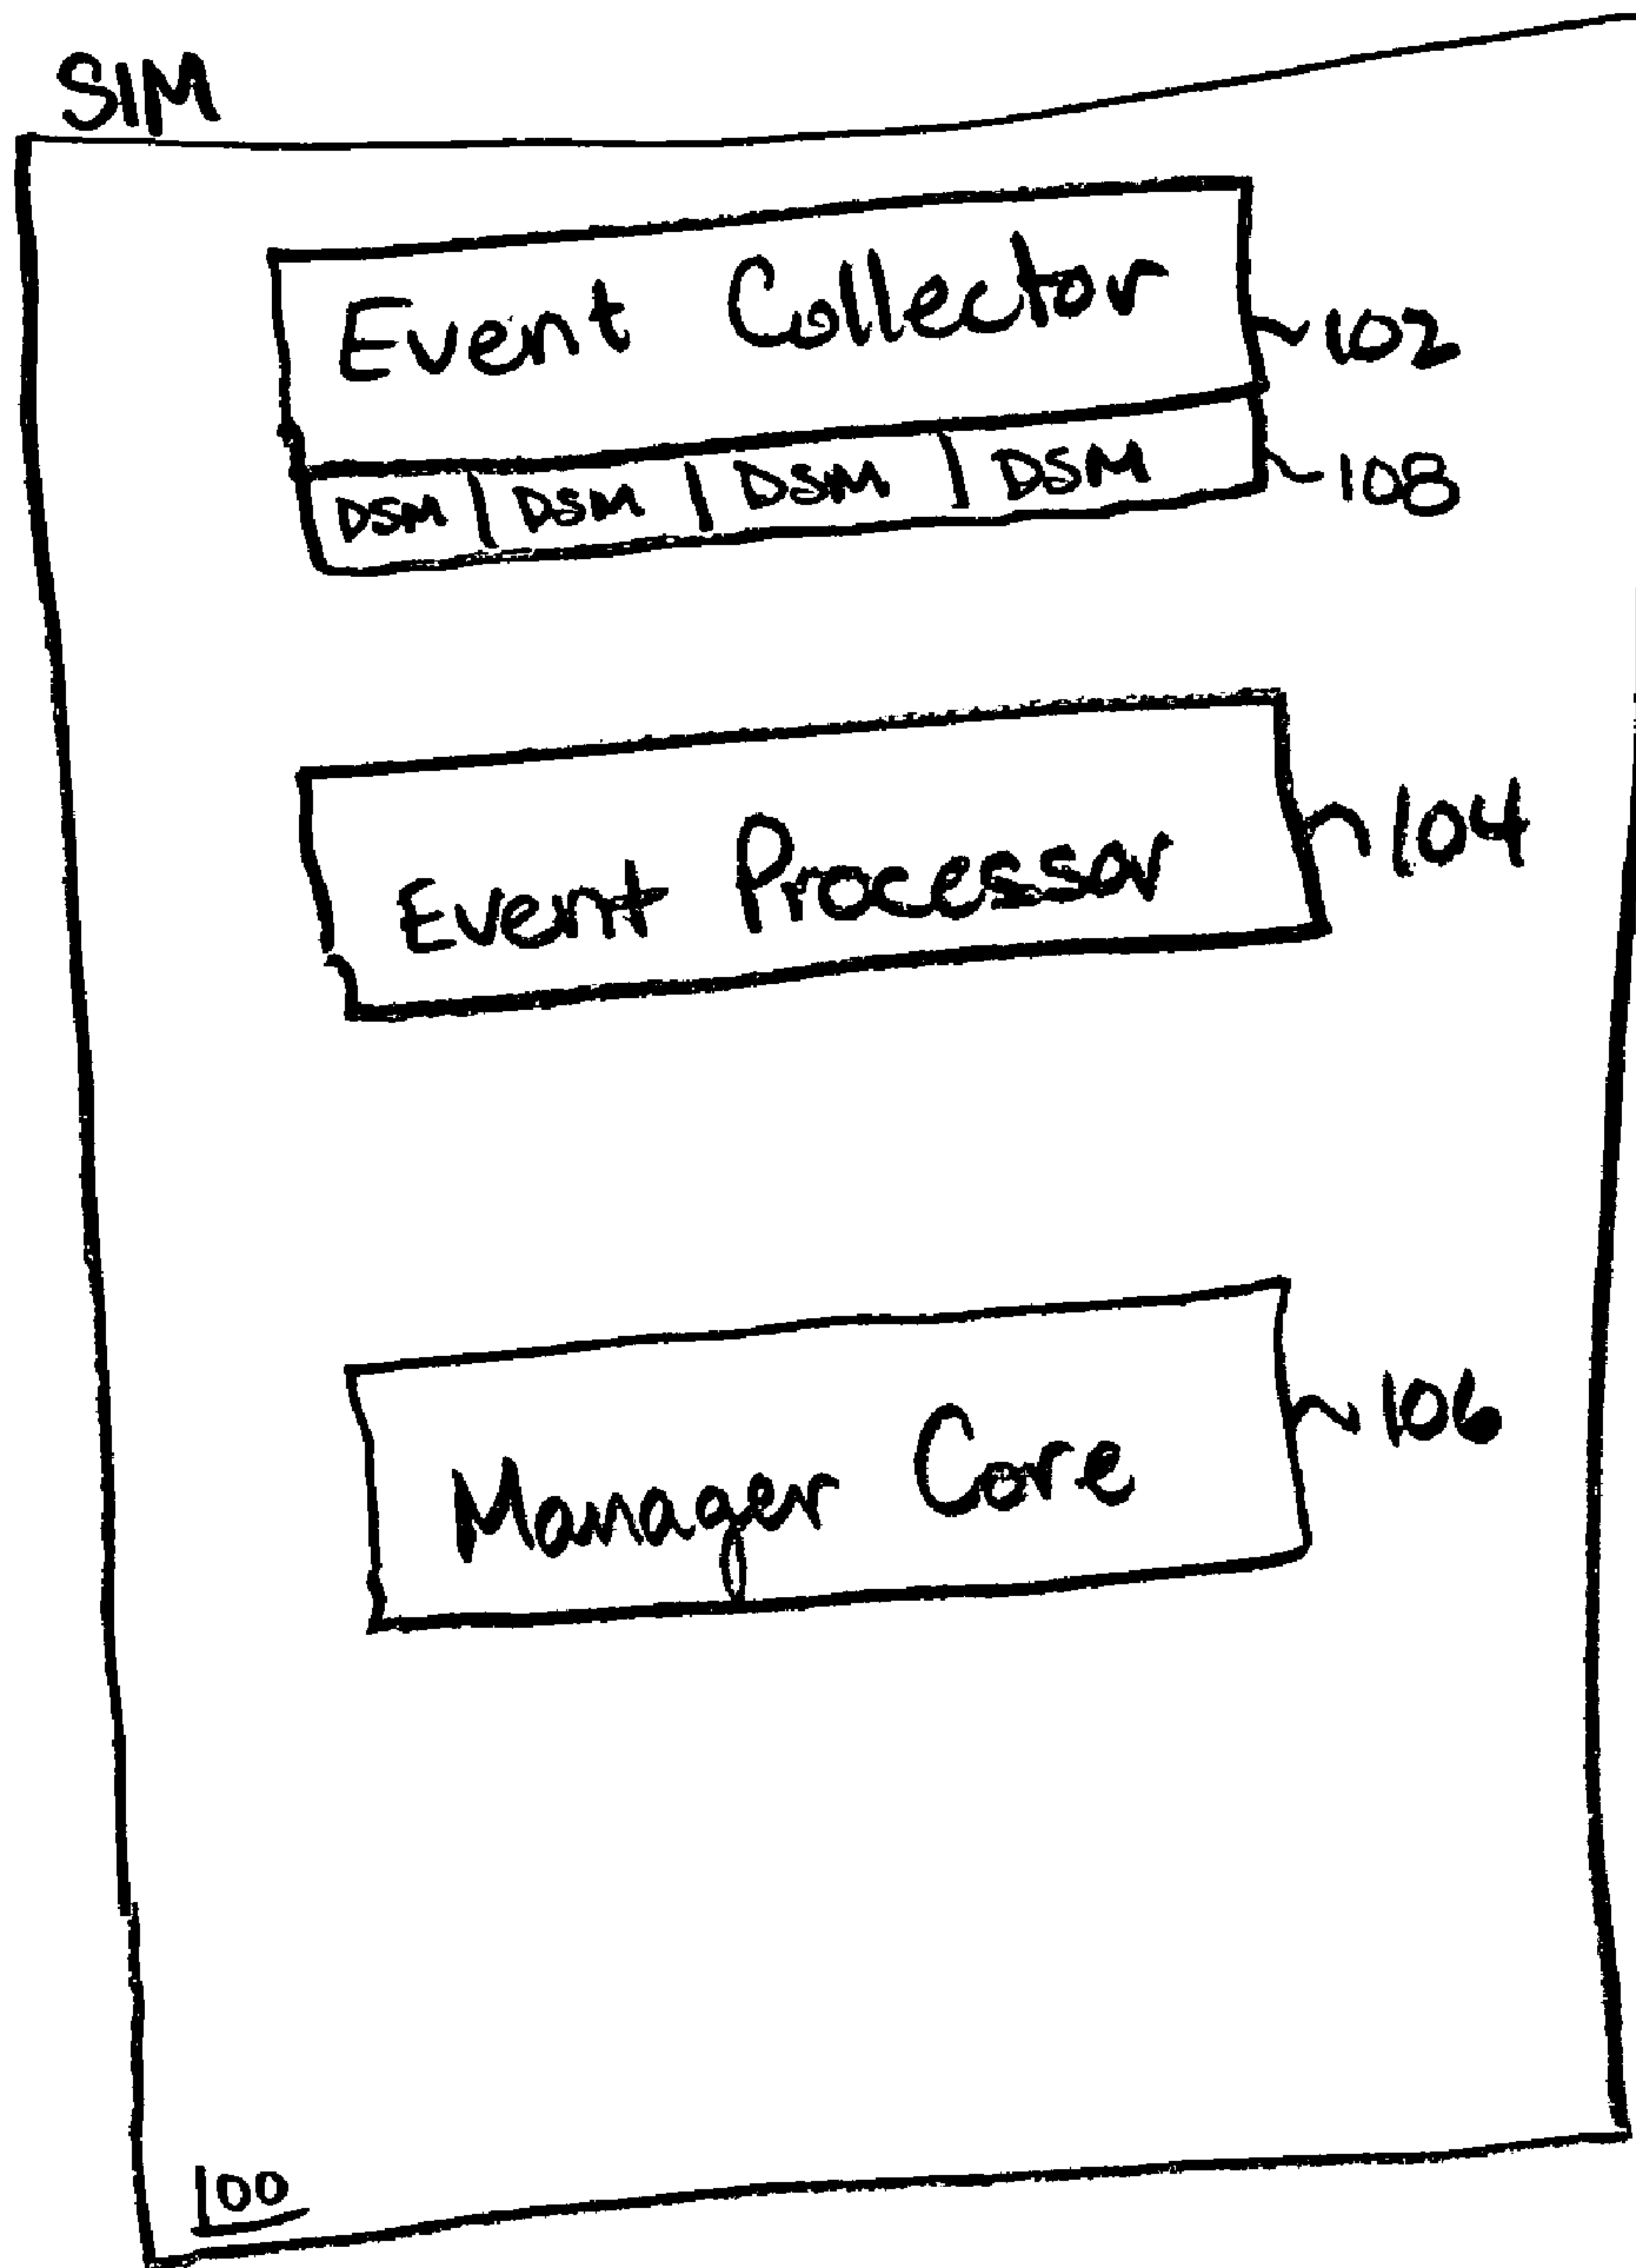 SIM
Event Collector
102
DSM DSM DSM DSM
108
Event Processor
104
Manager Core
106
100